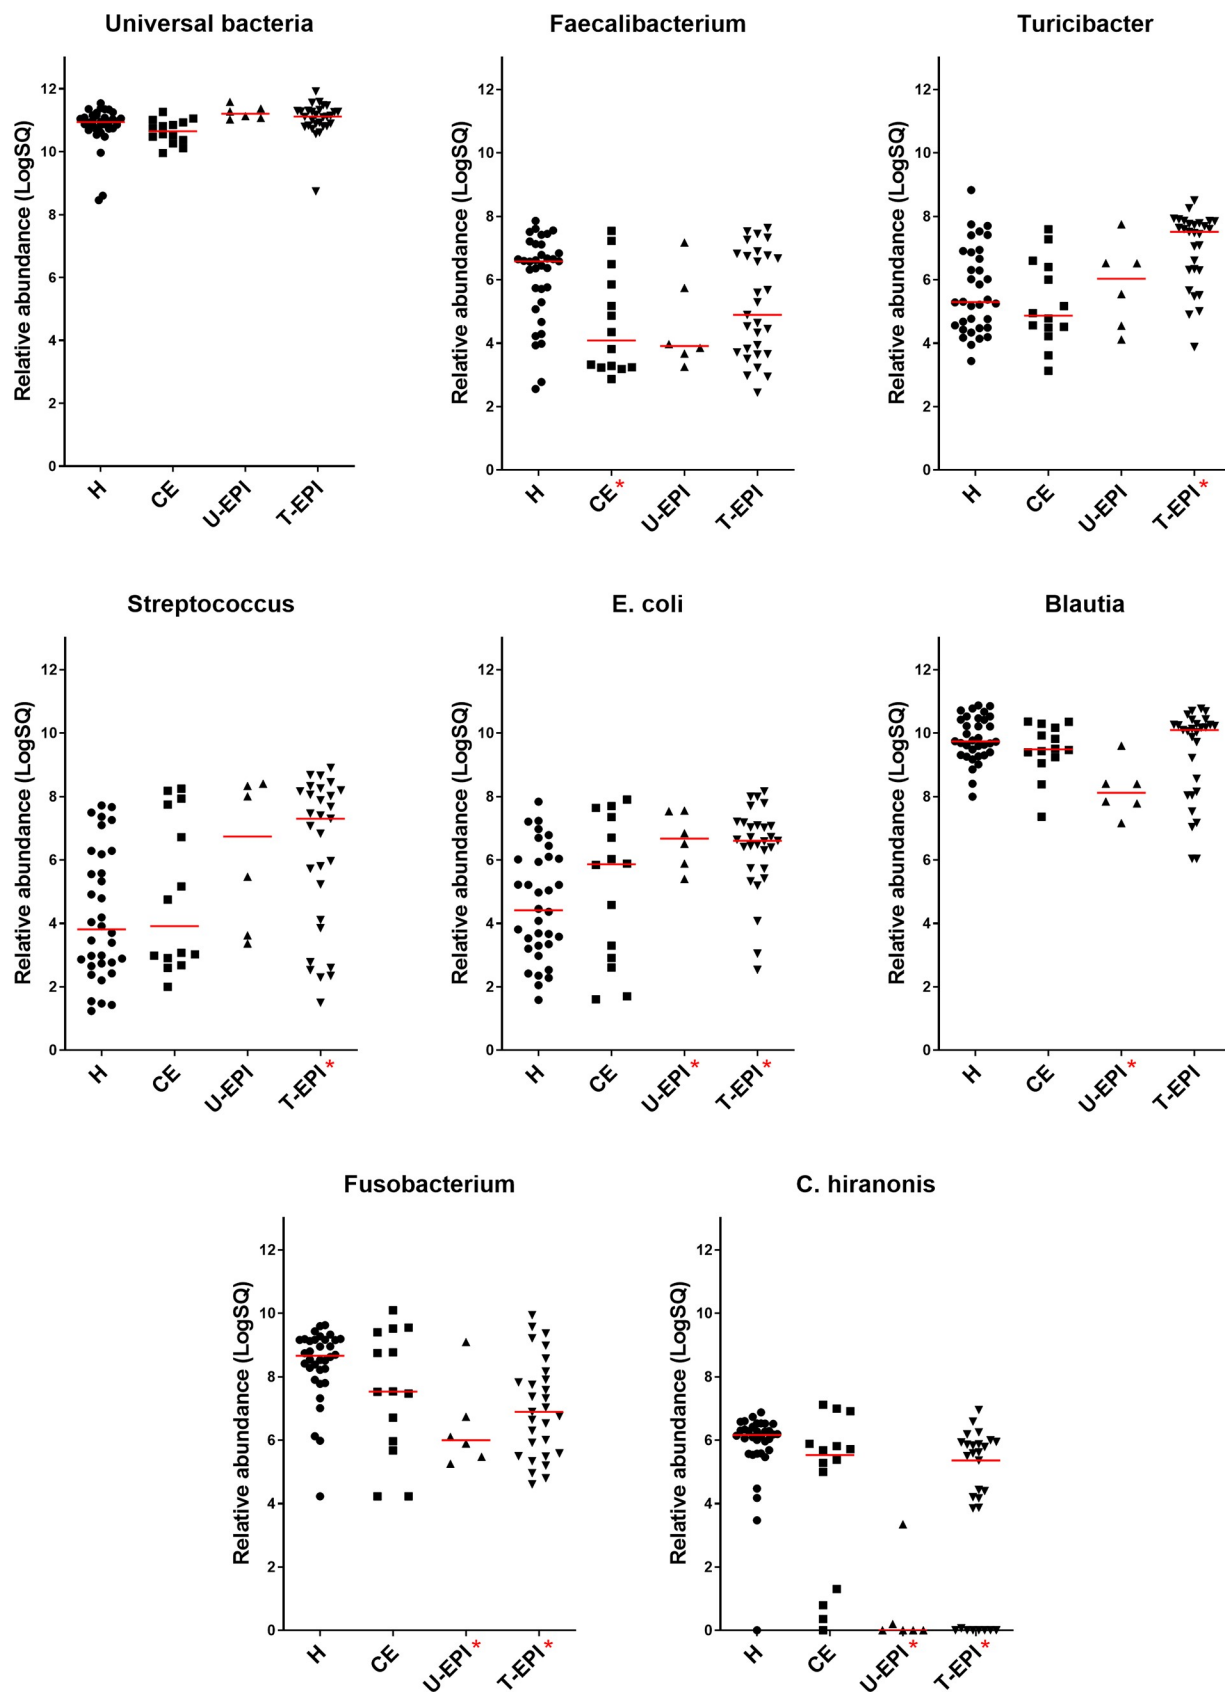 Universal bacteria
Relative abundance (LogSQ)
12
10
8
6
4
2
0
H
CE
U-EPI
T-EPI
Faecalibacterium
Relative abundance (LogSQ)
12
10
8
6
4
2
0
H
CE*
U-EPI
T-EPI
Turicibacter
Relative abundance (LogSQ)
12
10
8
6
4
2
0
H
CE
U-EPI
T-EPI*
Streptococcus
Relative abundance (LogSQ)
12
10
8
6
4
2
0
H
CE
U-EPI
T-EPI*
E. coli
Relative abundance (LogSQ)
12
10
8
6
4
2
0
H
CE
U-EPI*
T-EPI*
Blautia
Relative abundance (LogSQ)
12
10
8
6
4
2
0
H
CE
U-EPI*
T-EPI
Fusobacterium
Relative abundance (LogSQ)
12
10
8
6
4
2
0
H
CE
U-EPI*
T-EPI*
C. hiranonis
Relative abundance (LogSQ)
12
10
8
6
4
2
0
H
CE
U-EPI*
T-EPI*